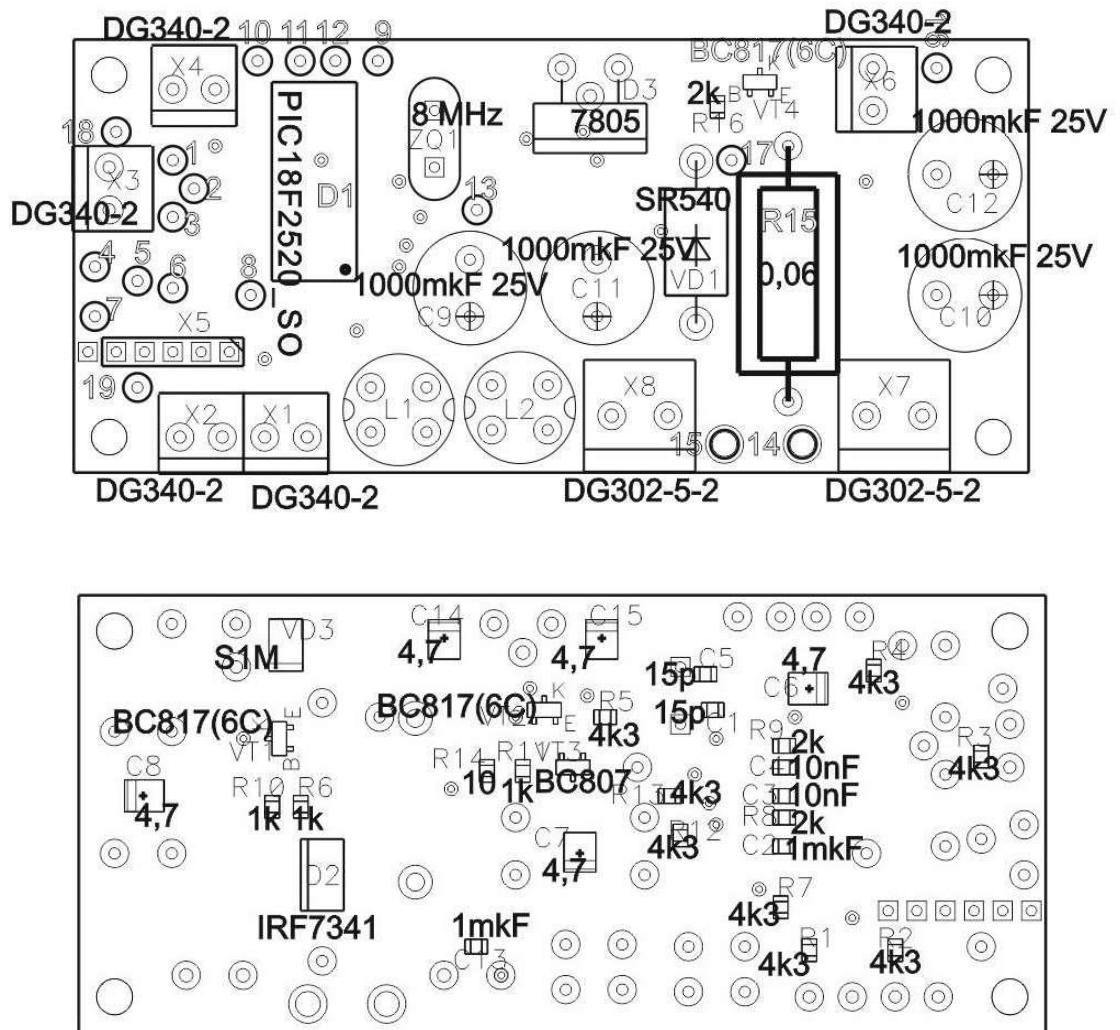 DG340-2
10
11
12
9
DG340-2
X4
BC817(6C)
K
X6
D3
2k
B
E
8 MHz
7805
VT4
ZQ1
R16
1000mkF 25V
18
PIC18F2520_SO
1
17
X3
D1
2
13
SR540
C12
DG340-2
3
R15
4
5
6
8
1000mkF 25V
1000mkF 25V
1000mkF 25V
VD1
0,06
C11
C9
C10
7
X5
19
X2
X1
L1
L2
X8
X7
15
14
DG340-2
DG340-2
DG302-5-2
DG302-5-2
VD3
C14
C15
S1M
4,7
4,7
C5
4,7
R4
15p
C6
4k3
BC817(6C)
E
BC817(6C)
K
R5
15p
C1
E
4k3
R9
2k
R3
VT1
B
R14
R11
VT3
C4
10nF
4k3
C8
10
1k
BC807
R10
R6
R13
4k3
C3
10nF
4,7
1k
1k
R8
2k
R12
C7
4k3
C2
1mkF
4,7
D2
R7
IRF7341
1mkF
4k3
C13
R1
R2
4k3
4k3